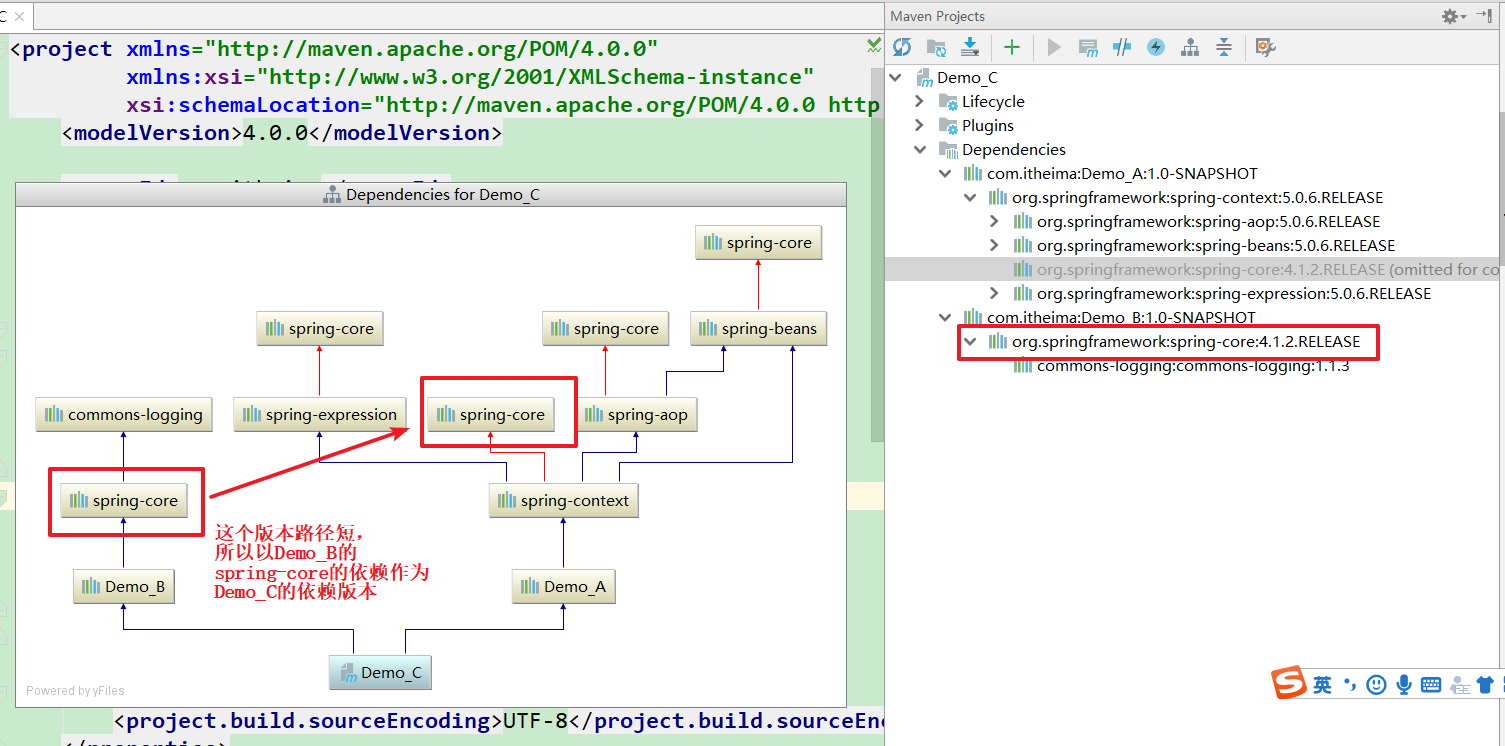 C
Maven Projects
<project xmlns="http://maven.apache.org/POM/4.0.0"
xmlns:xsi="http://www.w3.org/2001/XMLSchema-instance"
xsi:schemaLocation="http://maven.apache.org/POM/4.0.0 http
<modelVersion>4.0.0</modelVersion>
Dependencies for Demo_C
spring-core
spring-core
spring-core
spring-beans
commons-logging
spring-expression
spring-core
spring-aop
spring-core
spring-context
这个版本路径短，
所以以Demo_B的
spring-core的依赖作为
Demo_C的依赖版本
Demo_B
Demo_A
Demo_C
Powered by yFiles
<project.build.sourceEncoding>UTF-8</project.build.sourceEnc
</properties>
Demo_C
Lifecycle
Plugins
Dependencies
com.itheima:Demo_A:1.0-SNAPSHOT
org.springframework:spring-context:5.0.6.RELEASE
org.springframework:spring-aop:5.0.6.RELEASE
org.springframework:spring-beans:5.0.6.RELEASE
org.springframework:spring-core:4.1.2.RELEASE (omitted for co
org.springframework:spring-expression:5.0.6.RELEASE
com.itheima:Demo_B:1.0-SNAPSHOT
org.springframework:spring-core:4.1.2.RELEASE
commons-logging:commons-logging:1.1.3
英